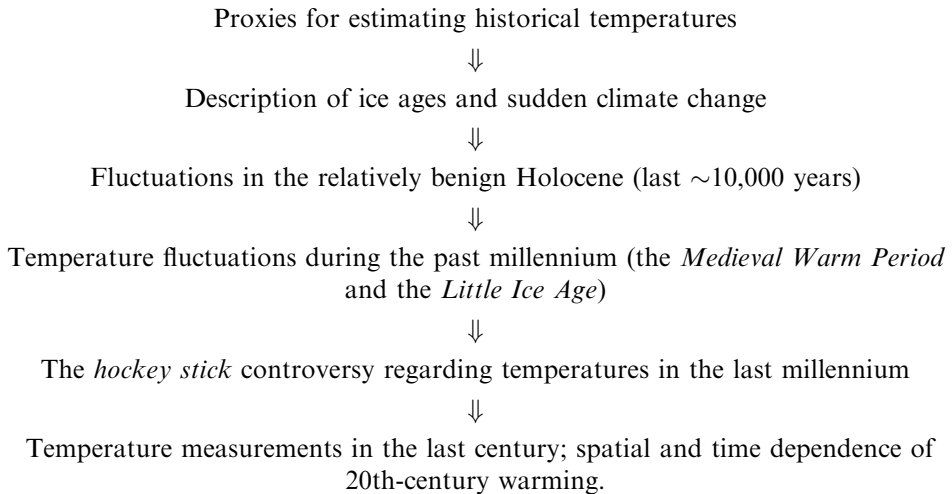 Proxies for estimating historical temperatures
⇓
Description of ice ages and sudden climate change
⇓
Fluctuations in the relatively benign Holocene (last ~10,000 years)
⇓
Temperature fluctuations during the past millennium (the Medieval Warm Period
and the Little Ice Age)
⇓
The hockey stick controversy regarding temperatures in the last millennium
⇓
Temperature measurements in the last century; spatial and time dependence of
20th-century warming.